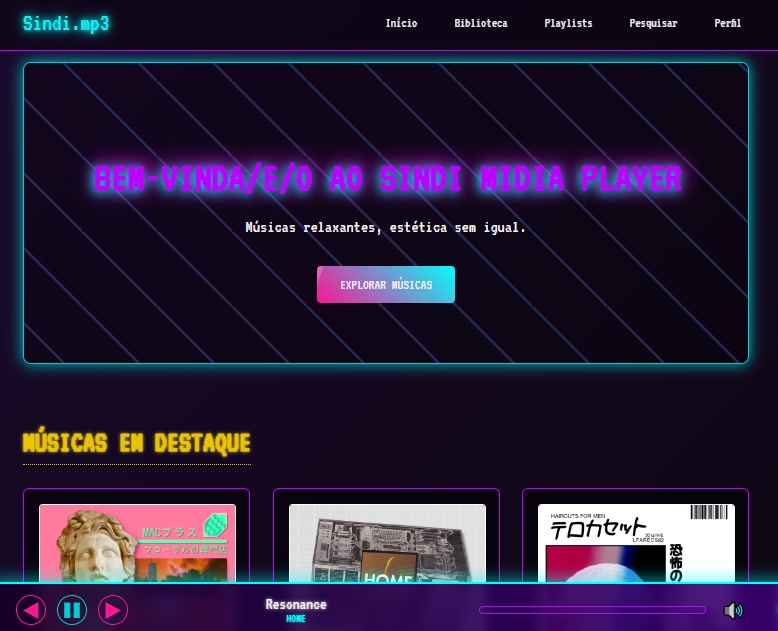 Sindi.mp3
Início Biblioteca Playlists Pesquisar Perfil
BEM-VINDA/E/O AO SINDI MIDIA PLAYER
Músicas relaxantes, estética sem igual.
EXPLORAR MÚSICAS
MÚSICAS EM DESTAQUE
MACプラス
フローラルの専門店
HOME
HAIRCUTS FOR MEN
テロカセット
恐怖の
Resonance
HOME